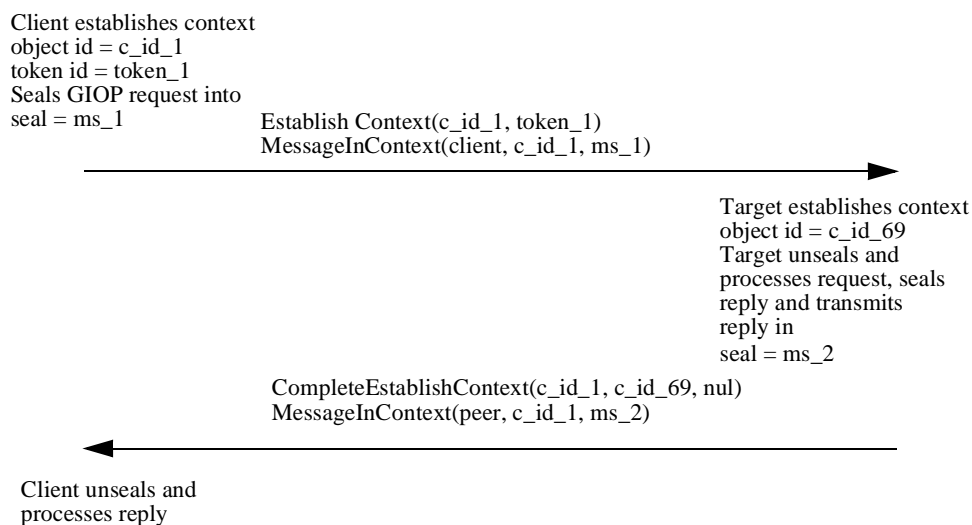 Client establishes context
object id = c_id_1
token id = token_1
Seals GIOP request into
seal = ms_1
Establish Context(c_id_1, token_1)
MessageInContext(client, c_id_1, ms_1)
Target establishes context
object id = c_id_69
Target unseals and
processes request, seals
reply and transmits
reply in
seal = ms_2
CompleteEstablishContext(c_id_1, c_id_69, nul)
MessageInContext(peer, c_id_1, ms_2)
Client unseals and
processes reply